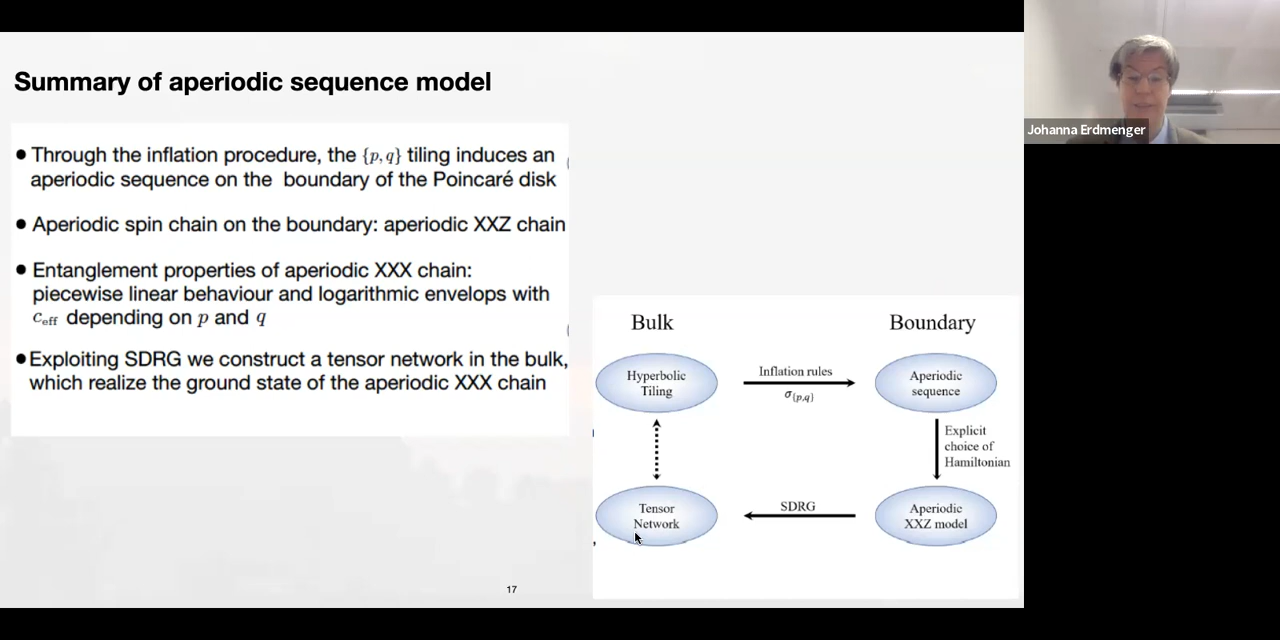 Summary of aperiodic sequence model
● Through the inflation procedure, the {p, q} tiling induces an
aperiodic sequence on the boundary of the Poincaré disk
● Aperiodic spin chain on the boundary: aperiodic XXZ chain
● Entanglement properties of aperiodic XXX chain:
piecewise linear behaviour and logarithmic envelops with
c_eff depending on p and q
● Exploiting SDRG we construct a tensor network in the bulk,
which realize the ground state of the aperiodic XXX chain
Bulk
Boundary
Hyperbolic
Tiling
Inflation rules
σ_{p,q}
Aperiodic
sequence
Explicit
choice of
Hamiltonian
Tensor
Network
SDRG
Aperiodic
XXZ model
17
Johanna Erdmenger